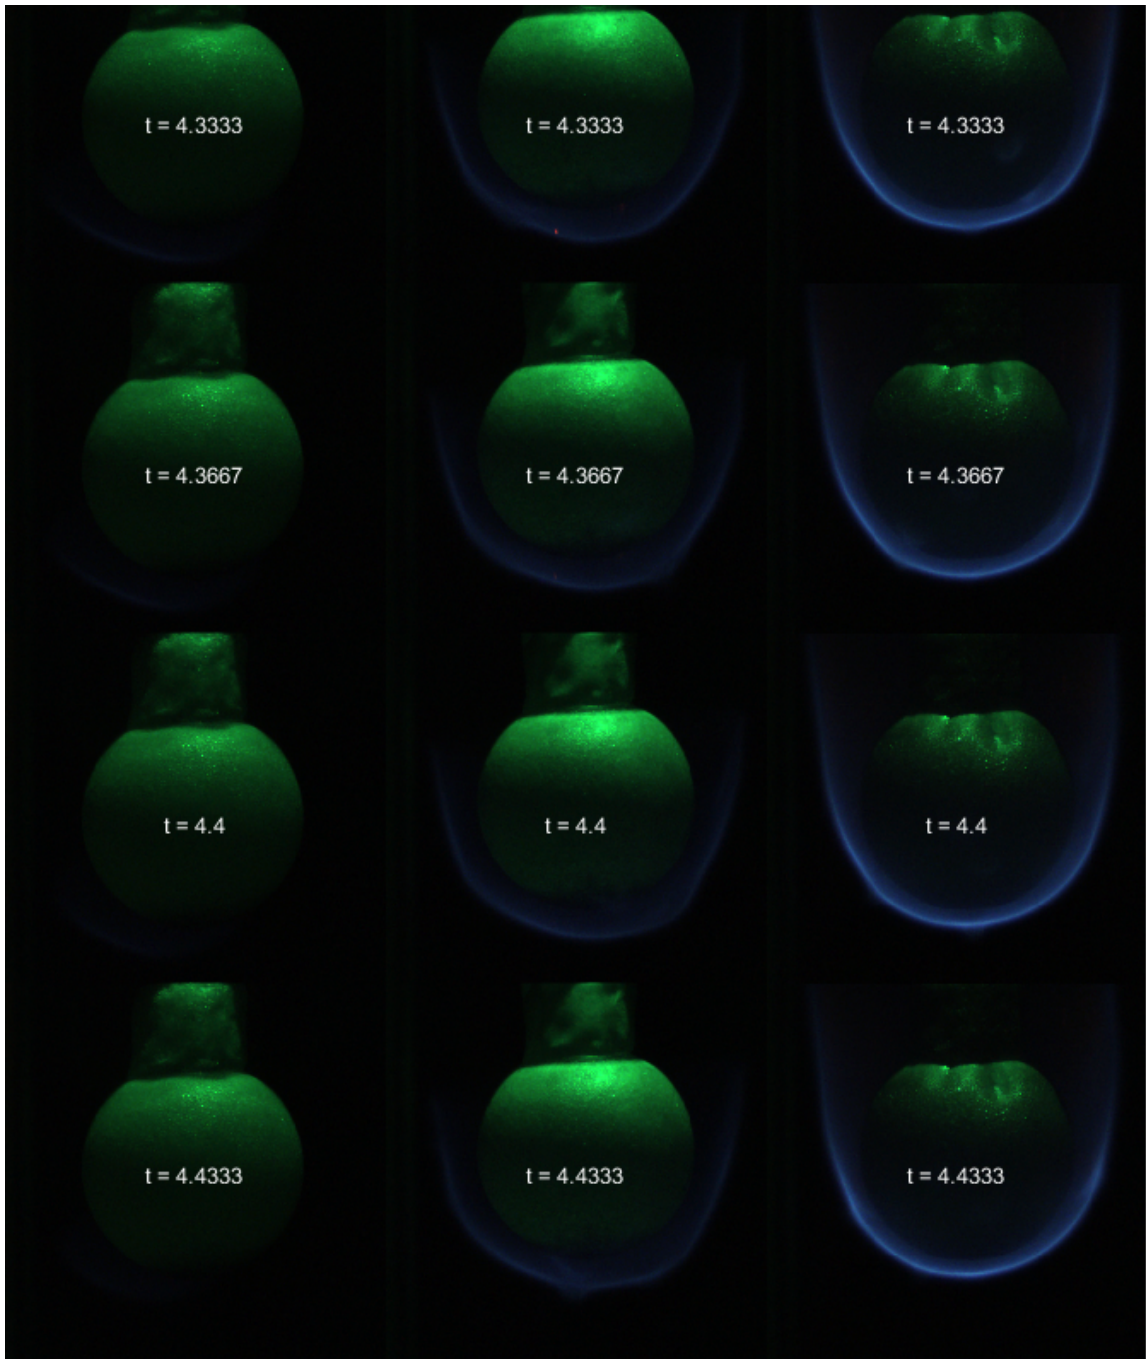 t = 4.3333 t = 4.3333 t = 4.3333
t = 4.3667 t = 4.3667 t = 4.3667
t = 4.4 t = 4.4 t = 4.4
t = 4.4333 t = 4.4333 t = 4.4333